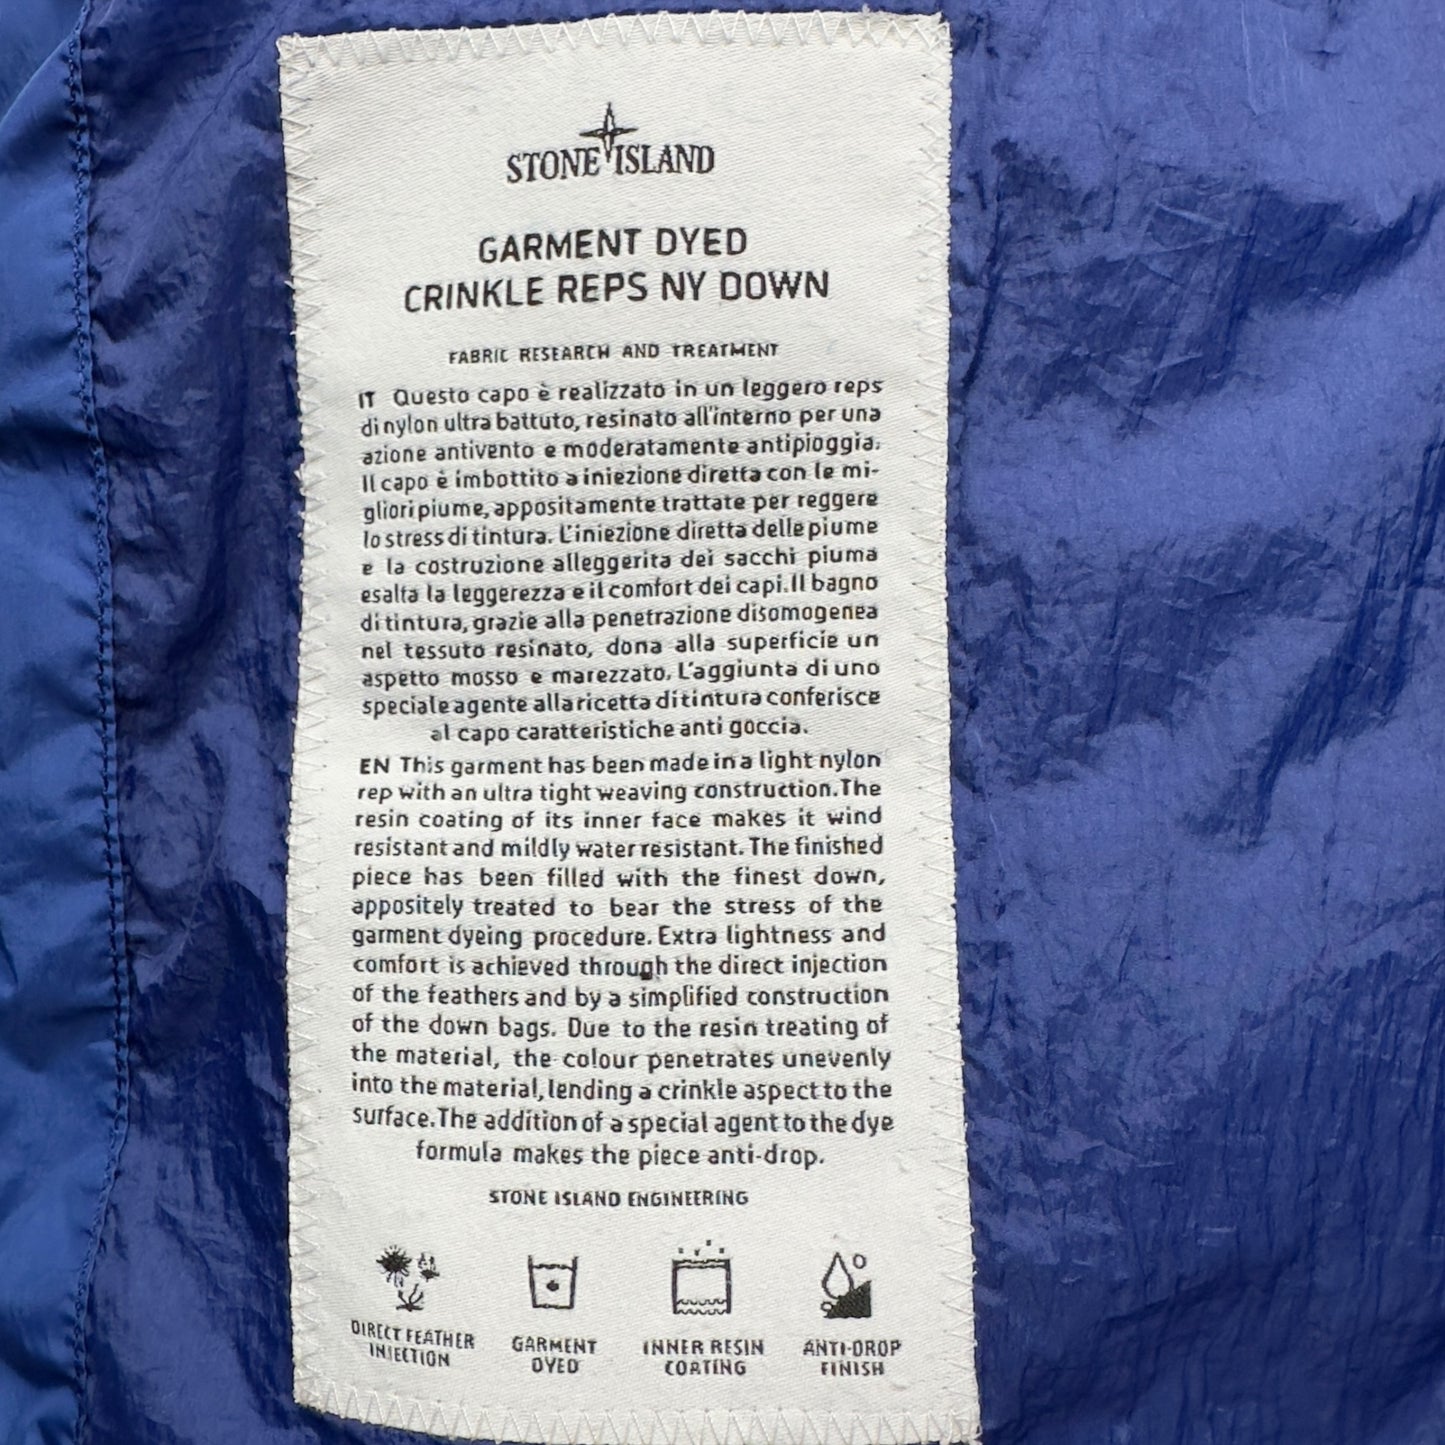 STONE ISLAND
GARMENT DYED
CRINKLE REPS NY DOWN
FABRIC RESEARCH AND TREATMENT
IT Questo capo è realizzato in un leggero reps
di nylon ultra battuto, resinato all'interno per una
azione antivento e moderatamente antipioggia.
Il capo è imbottito a iniezione diretta con le mi-
gliori piume, appositamente trattate per reggere
lo stress di tintura. L'iniezione diretta delle piume
e la costruzione alleggerita dei sacchi piuma
esalta la leggerezza e il comfort dei capi. Il bagno
di tintura, grazie alla penetrazione disomogenea
nel tessuto resinato, dona alla superficie un
aspetto mosso e marezzato. L'aggiunta di uno
speciale agente alla ricetta di tintura conferisce
al capo caratteristiche anti goccia.
EN This garment has been made in a light nylon
rep with an ultra tight weaving construction. The
resin coating of its inner face makes it wind
resistant and mildly water resistant. The finished
piece has been filled with the finest down,
appositely treated to bear the stress of the
garment dyeing procedure. Extra lightness and
comfort is achieved through the direct injection
of the feathers and by a simplified construction
of the down bags. Due to the resin treating of
the material, the colour penetrates unevenly
into the material, lending a crinkle aspect to the
surface. The addition of a special agent to the dye
formula makes the piece anti-drop.
STONE ISLAND ENGINEERING
DIRECT FEATHER
INJECTION
GARMENT
DYED
INNER RESIN
COATING
ANTI-DROP
FINISH